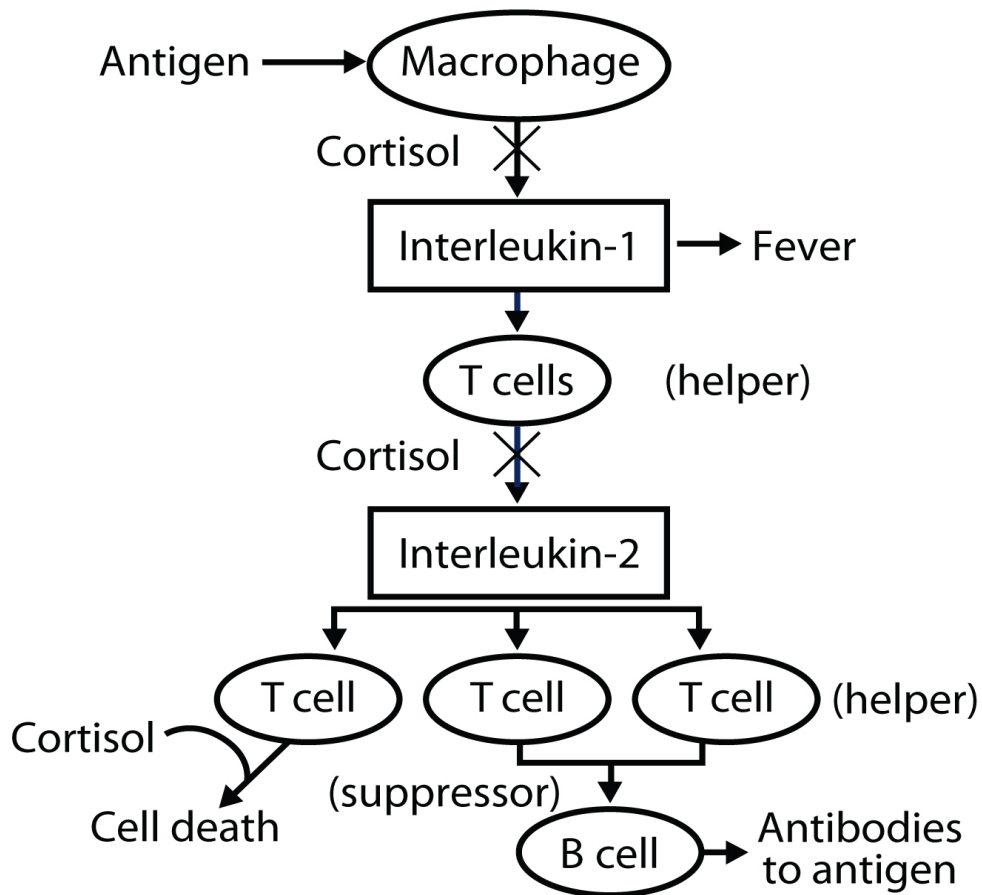 Antigen
Macrophage
Cortisol
Interleukin-1
Fever
T cells
(helper)
Cortisol
Interleukin-2
T cell
T cell
T cell
(helper)
Cortisol
(suppressor)
Cell death
B cell
Antibodies
to antigen